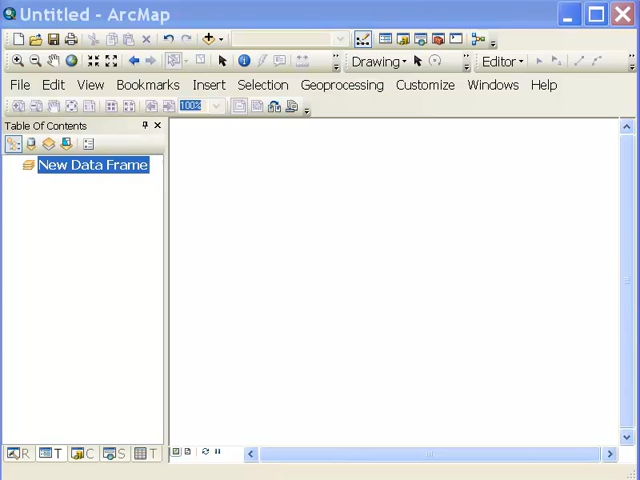 Untitled - ArcMap
Drawing
Editor
File Edit View Bookmarks Insert Selection Geoprocessing Customize Windows Help
100%
Table Of Contents
New Data Frame
R T C S T